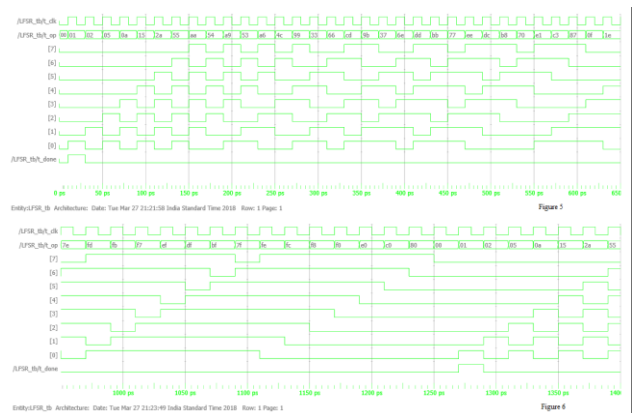 /LFSR_tb/t_clk
/LFSR_tb/t_op 00 01 02 05 0a 15 2a 55 aa 54 a9 53 a6 4c 99 33 66 cd 9b 37 6e dd bb 77 ee dc b8 70 e1 c3 87 0f 1e
[7]
[6]
[5]
[4]
[3]
[2]
[1]
[0]
/LFSR_tb/t_done
0 ps 50 ps 100 ps 150 ps 200 ps 250 ps 300 ps 350 ps 400 ps 450 ps 500 ps 550 ps 600 ps 650
Entity:LFSR_tb Architecture: Date: Tue Mar 27 21:21:58 India Standard Time 2018 Row: 1 Page: 1
Figure 5
/LFSR_tb/t_clk
/LFSR_tb/t_op 7e fd fb f7 ef df bf 7f fe fc f8 f0 e0 c0 80 00 01 02 05 0a 15 2a 55
[7]
[6]
[5]
[4]
[3]
[2]
[1]
[0]
/LFSR_tb/t_done
1000 ps 1050 ps 1100 ps 1150 ps 1200 ps 1250 ps 1300 ps 1350 ps 1400
Entity:LFSR_tb Architecture: Date: Tue Mar 27 21:23:49 India Standard Time 2018 Row: 1 Page: 1
Figure 6